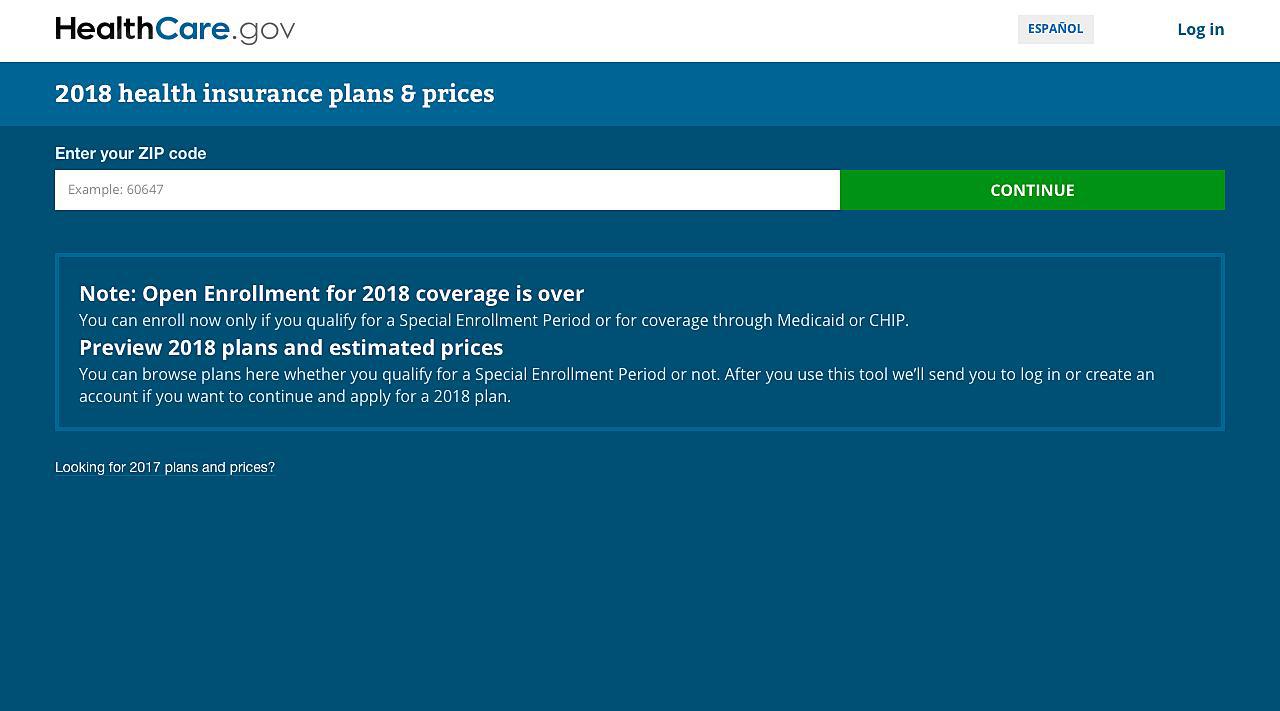 HealthCare.gov
ESPAÑOL
Log in
2018 health insurance plans & prices
Enter your ZIP code
Example: 60647
CONTINUE
Note: Open Enrollment for 2018 coverage is over
You can enroll now only if you qualify for a Special Enrollment Period or for coverage through Medicaid or CHIP.
Preview 2018 plans and estimated prices
You can browse plans here whether you qualify for a Special Enrollment Period or not. After you use this tool we’ll send you to log in or create an
account if you want to continue and apply for a 2018 plan.
Looking for 2017 plans and prices?